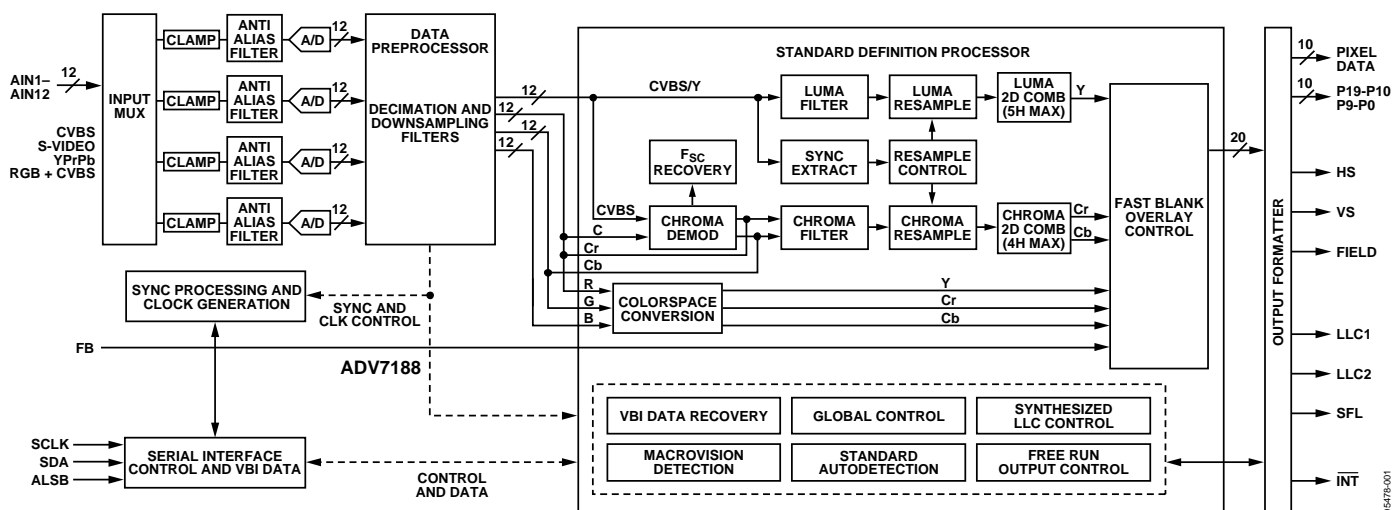 AIN1–
AIN12
12
CVBS
S-VIDEO
YPrPb
RGB + CVBS
INPUT
MUX
CLAMP
ANTI
ALIAS
FILTER
A/D
12
CLAMP
ANTI
ALIAS
FILTER
A/D
12
CLAMP
ANTI
ALIAS
FILTER
A/D
12
CLAMP
ANTI
ALIAS
FILTER
A/D
12
DATA
PREPROCESSOR
DECIMATION AND
DOWNSAMPLING
FILTERS
12
12
12
12
STANDARD DEFINITION PROCESSOR
CVBS/Y
LUMA
FILTER
LUMA
RESAMPLE
LUMA
2D COMB
(5H MAX)
Y
FSC
RECOVERY
SYNC
EXTRACT
RESAMPLE
CONTROL
CVBS
C
Cr
Cb
CHROMA
DEMOD
CHROMA
FILTER
CHROMA
RESAMPLE
CHROMA
2D COMB
(4H MAX)
Cr
Cb
R
G
B
COLORSPACE
CONVERSION
Y
Cr
Cb
FAST BLANK
OVERLAY
CONTROL
20
OUTPUT FORMATTER
10
PIXEL
DATA
10
P19-P10
P9-P0
HS
VS
FIELD
LLC1
LLC2
SFL
INT
SYNC PROCESSING AND
CLOCK GENERATION
SYNC AND
CLK CONTROL
FB
ADV7188
SCLK
SDA
ALSB
SERIAL INTERFACE
CONTROL AND VBI DATA
CONTROL
AND DATA
VBI DATA RECOVERY
GLOBAL CONTROL
SYNTHESIZED
LLC CONTROL
MACROVISION
DETECTION
STANDARD
AUTODETECTION
FREE RUN
OUTPUT CONTROL